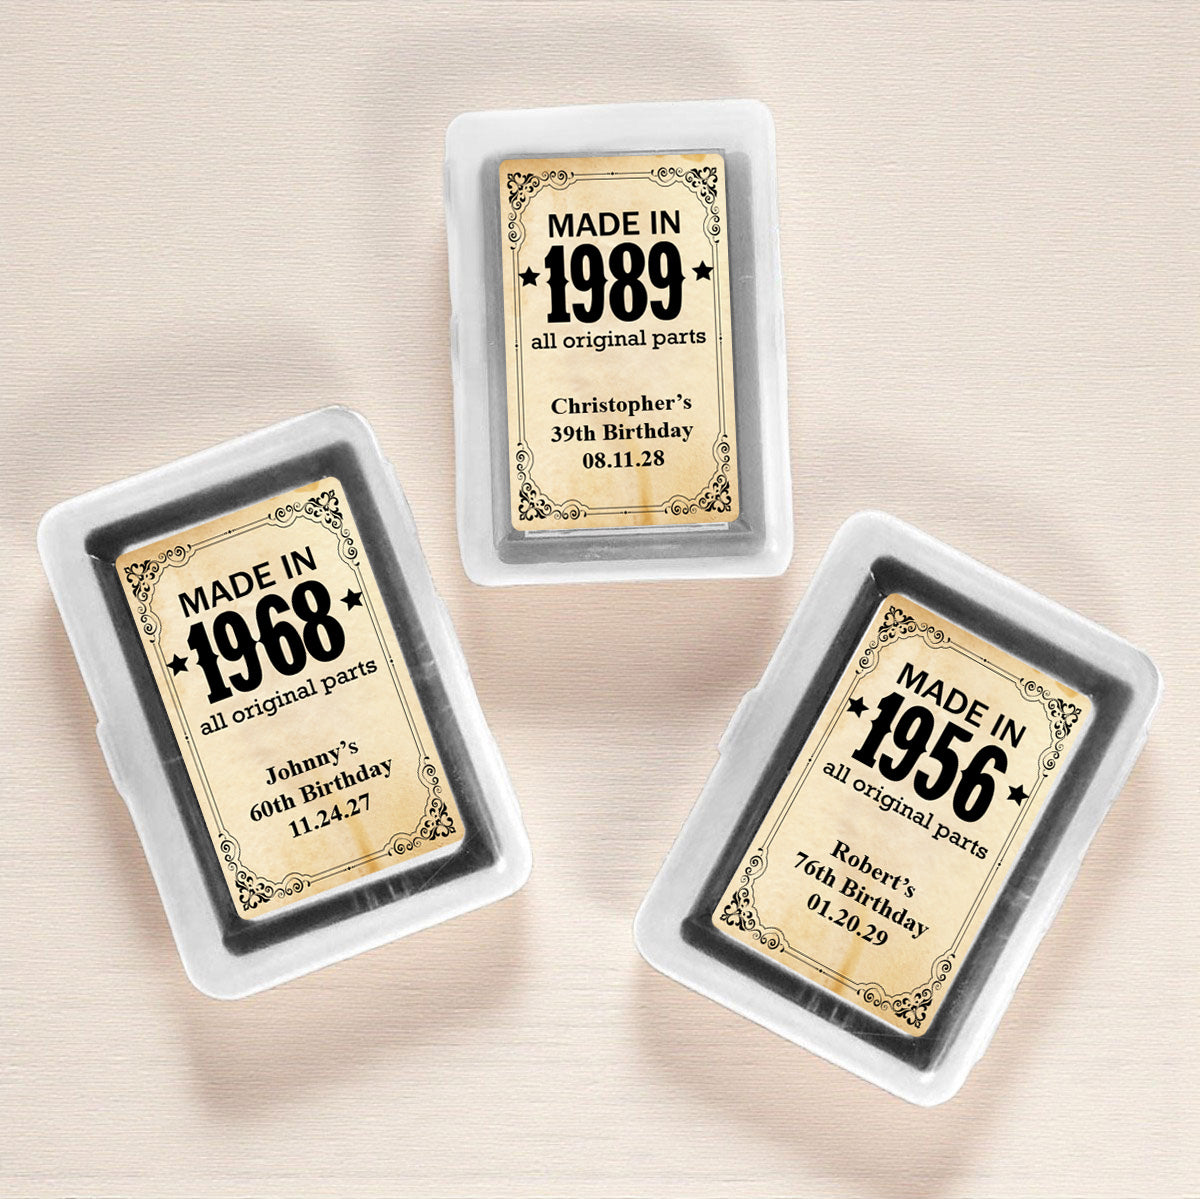 MADE IN
1989
all original parts
Christopher’s
39th Birthday
08.11.28
MADE IN
1968
all original parts
Johnny’s
60th Birthday
11.24.27
MADE IN
1956
all original parts
Robert’s
76th Birthday
01.20.29